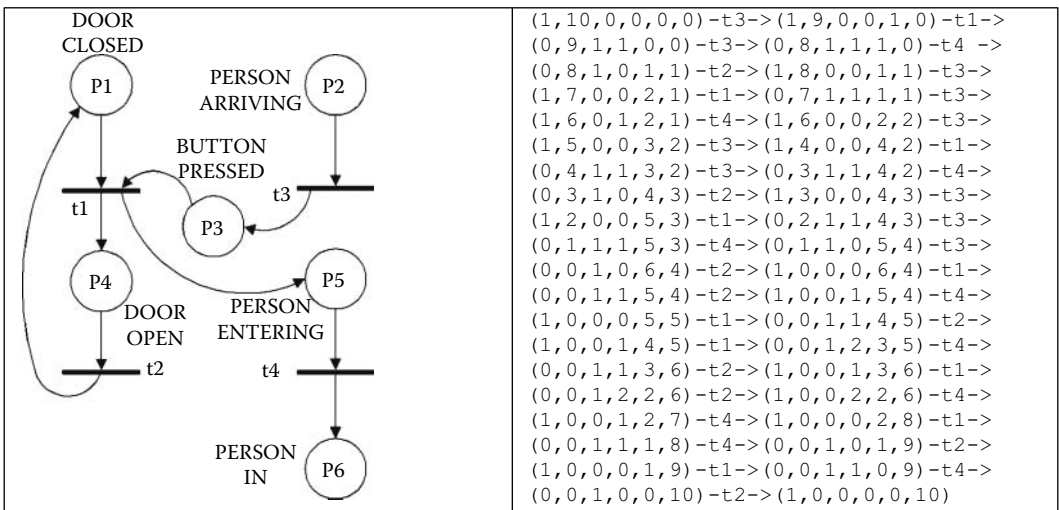 DOOR
CLOSED
P1
PERSON
ARRIVING
P2
BUTTON
PRESSED
t1
t3
P3
P4
P5
DOOR
OPEN
PERSON
ENTERING
t2
t4
PERSON
IN
P6
(1,10,0,0,0,0)-t3->(1,9,0,0,1,0)-t1->
(0,9,1,1,0,0)-t3->(0,8,1,1,1,0)-t4 ->
(0,8,1,0,1,1)-t2->(1,8,0,0,1,1)-t3->
(1,7,0,0,2,1)-t1->(0,7,1,1,1,1)-t3->
(1,6,0,1,2,1)-t4->(1,6,0,0,2,2)-t3->
(1,5,0,0,3,2)-t3->(1,4,0,0,4,2)-t1->
(0,4,1,1,3,2)-t3->(0,3,1,1,4,2)-t4->
(0,3,1,0,4,3)-t2->(1,3,0,0,4,3)-t3->
(1,2,0,0,5,3)-t1->(0,2,1,1,4,3)-t3->
(0,1,1,1,5,3)-t4->(0,1,1,0,5,4)-t3->
(0,0,1,0,6,4)-t2->(1,0,0,0,6,4)-t1->
(0,0,1,1,5,4)-t2->(1,0,0,1,5,4)-t4->
(1,0,0,0,5,5)-t1->(0,0,1,1,4,5)-t2->
(1,0,0,1,4,5)-t1->(0,0,1,2,3,5)-t4->
(0,0,1,1,3,6)-t2->(1,0,0,1,3,6)-t1->
(0,0,1,2,2,6)-t2->(1,0,0,2,2,6)-t4->
(1,0,0,1,2,7)-t4->(1,0,0,0,2,8)-t1->
(0,0,1,1,1,8)-t4->(0,0,1,0,1,9)-t2->
(1,0,0,0,1,9)-t1->(0,0,1,1,0,9)-t4->
(0,0,1,0,0,10)-t2->(1,0,0,0,0,10)